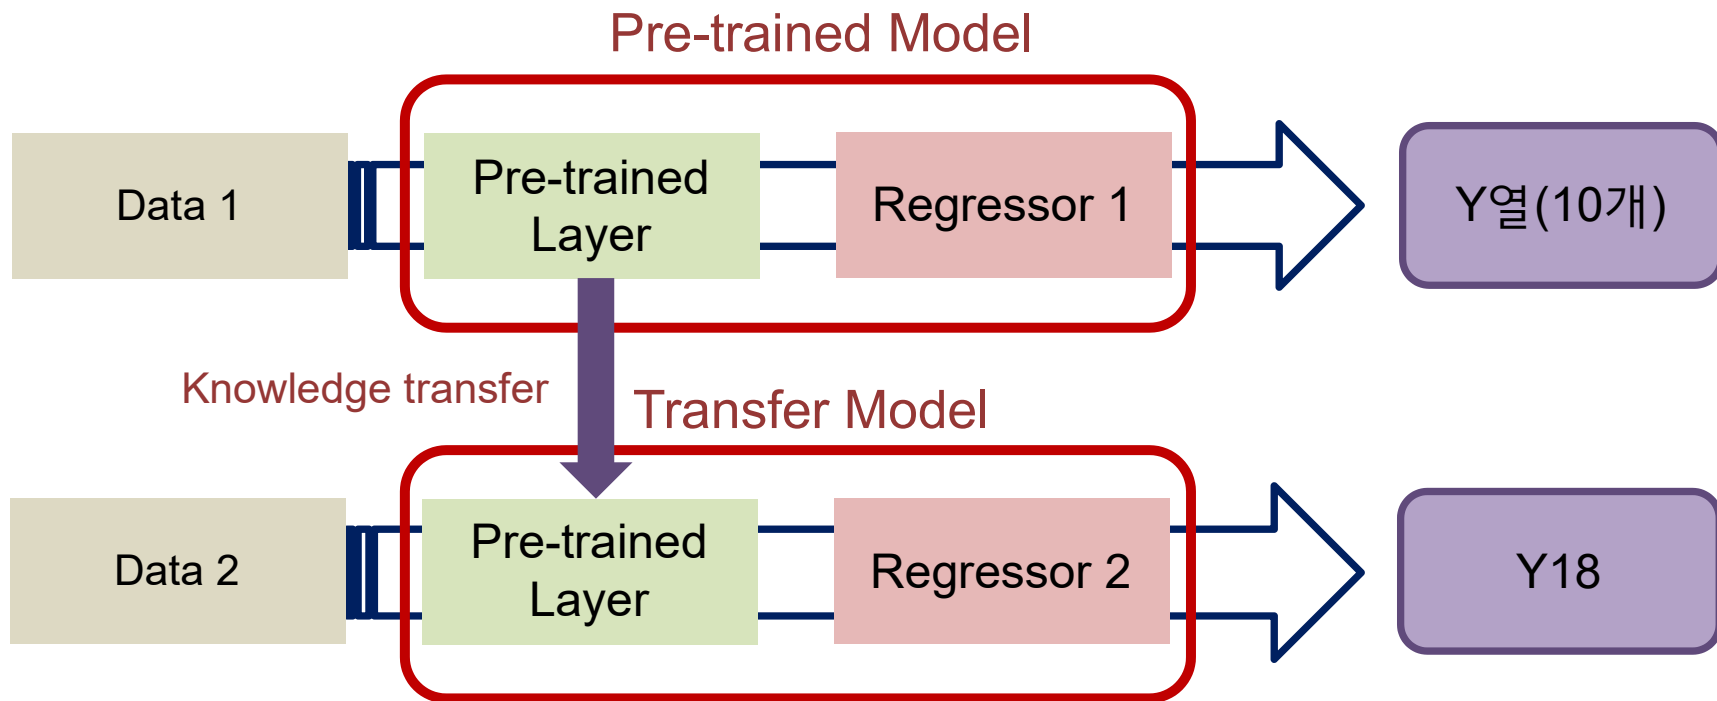 Pre-trained Model
Data 1
Pre-trained
Layer
Regressor 1
Y열(10개)
Knowledge transfer
Transfer Model
Data 2
Pre-trained
Layer
Regressor 2
Y18